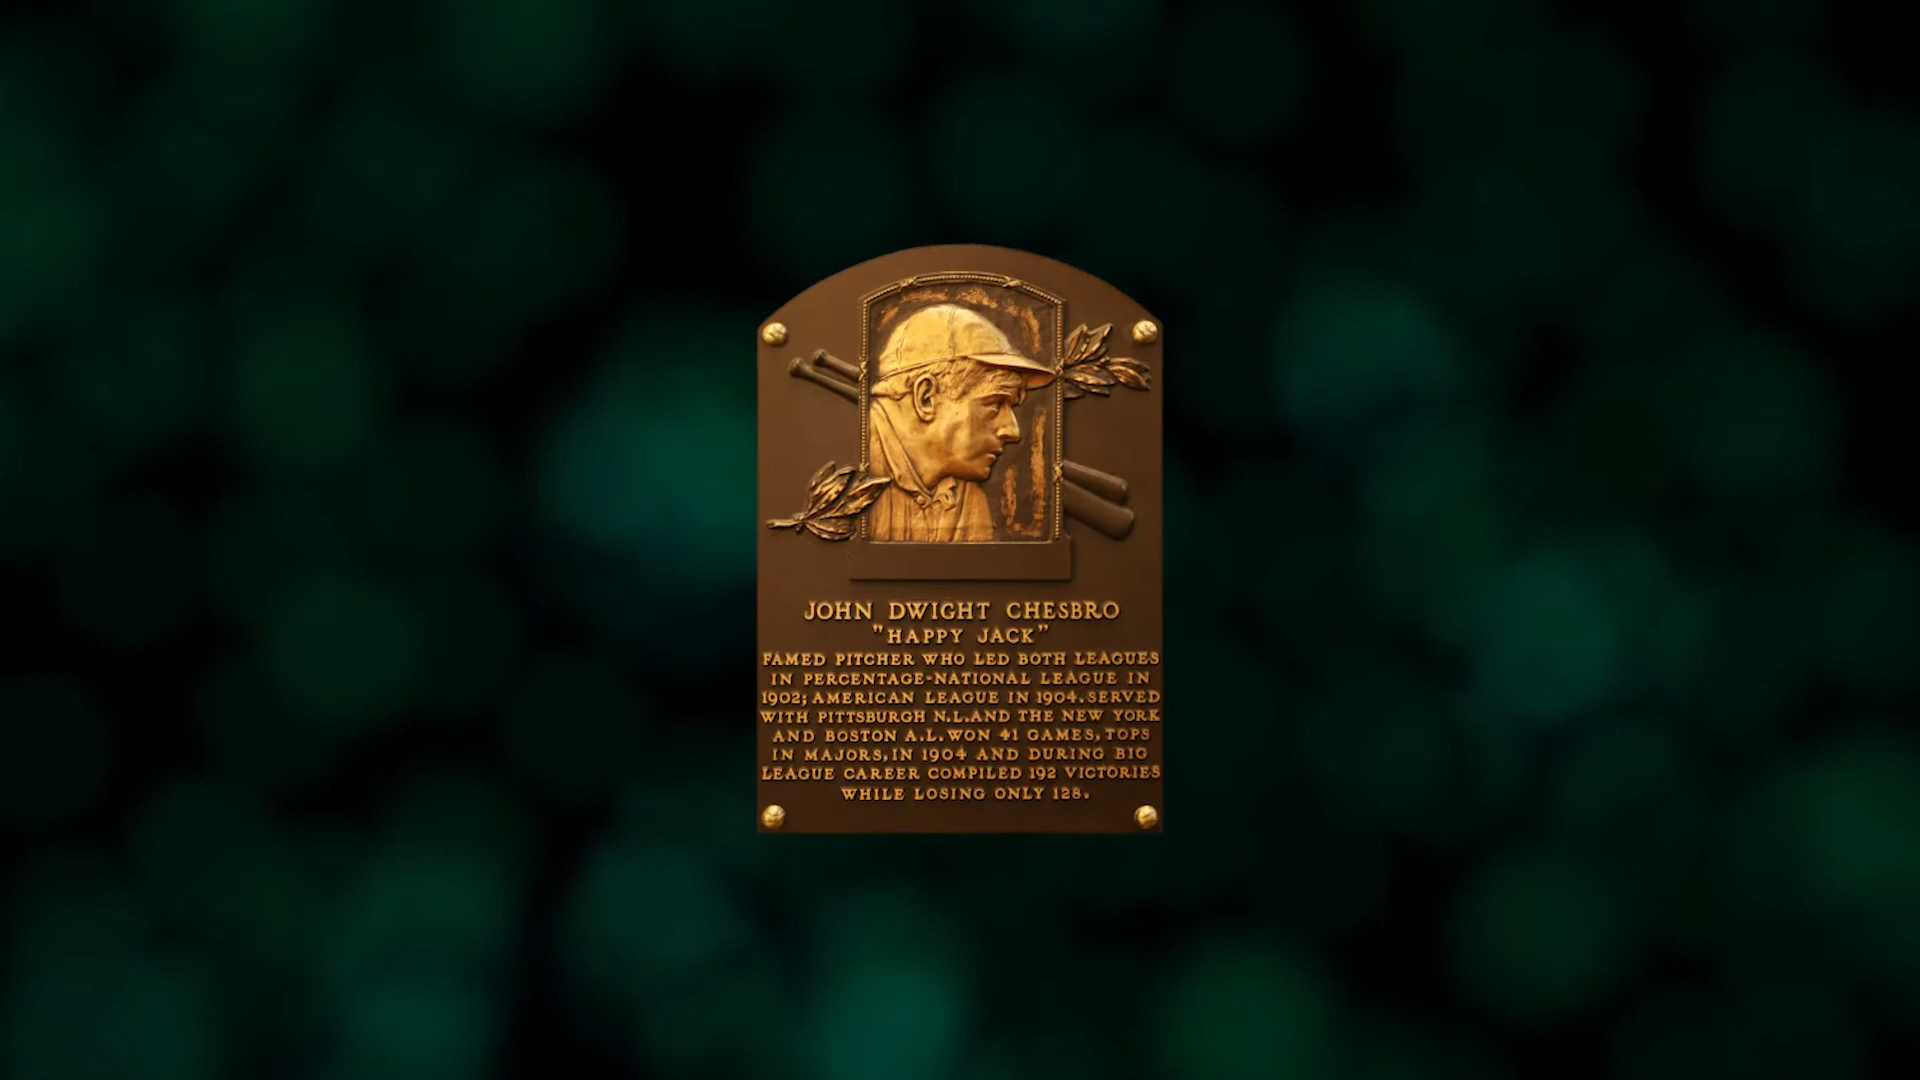 JOHN DWIGHT CHESBRO
"HAPPY JACK"
FAMED PITCHER WHO LED BOTH LEAGUES
IN PERCENTAGE-NATIONAL LEAGUE IN
1902; AMERICAN LEAGUE IN 1904. SERVED
WITH PITTSBURGH N.L. AND THE NEW YORK
AND BOSTON A.L. WON 41 GAMES, TOPS
IN MAJORS, IN 1904 AND DURING BIG
LEAGUE CAREER COMPILED 192 VICTORIES
WHILE LOSING ONLY 128.